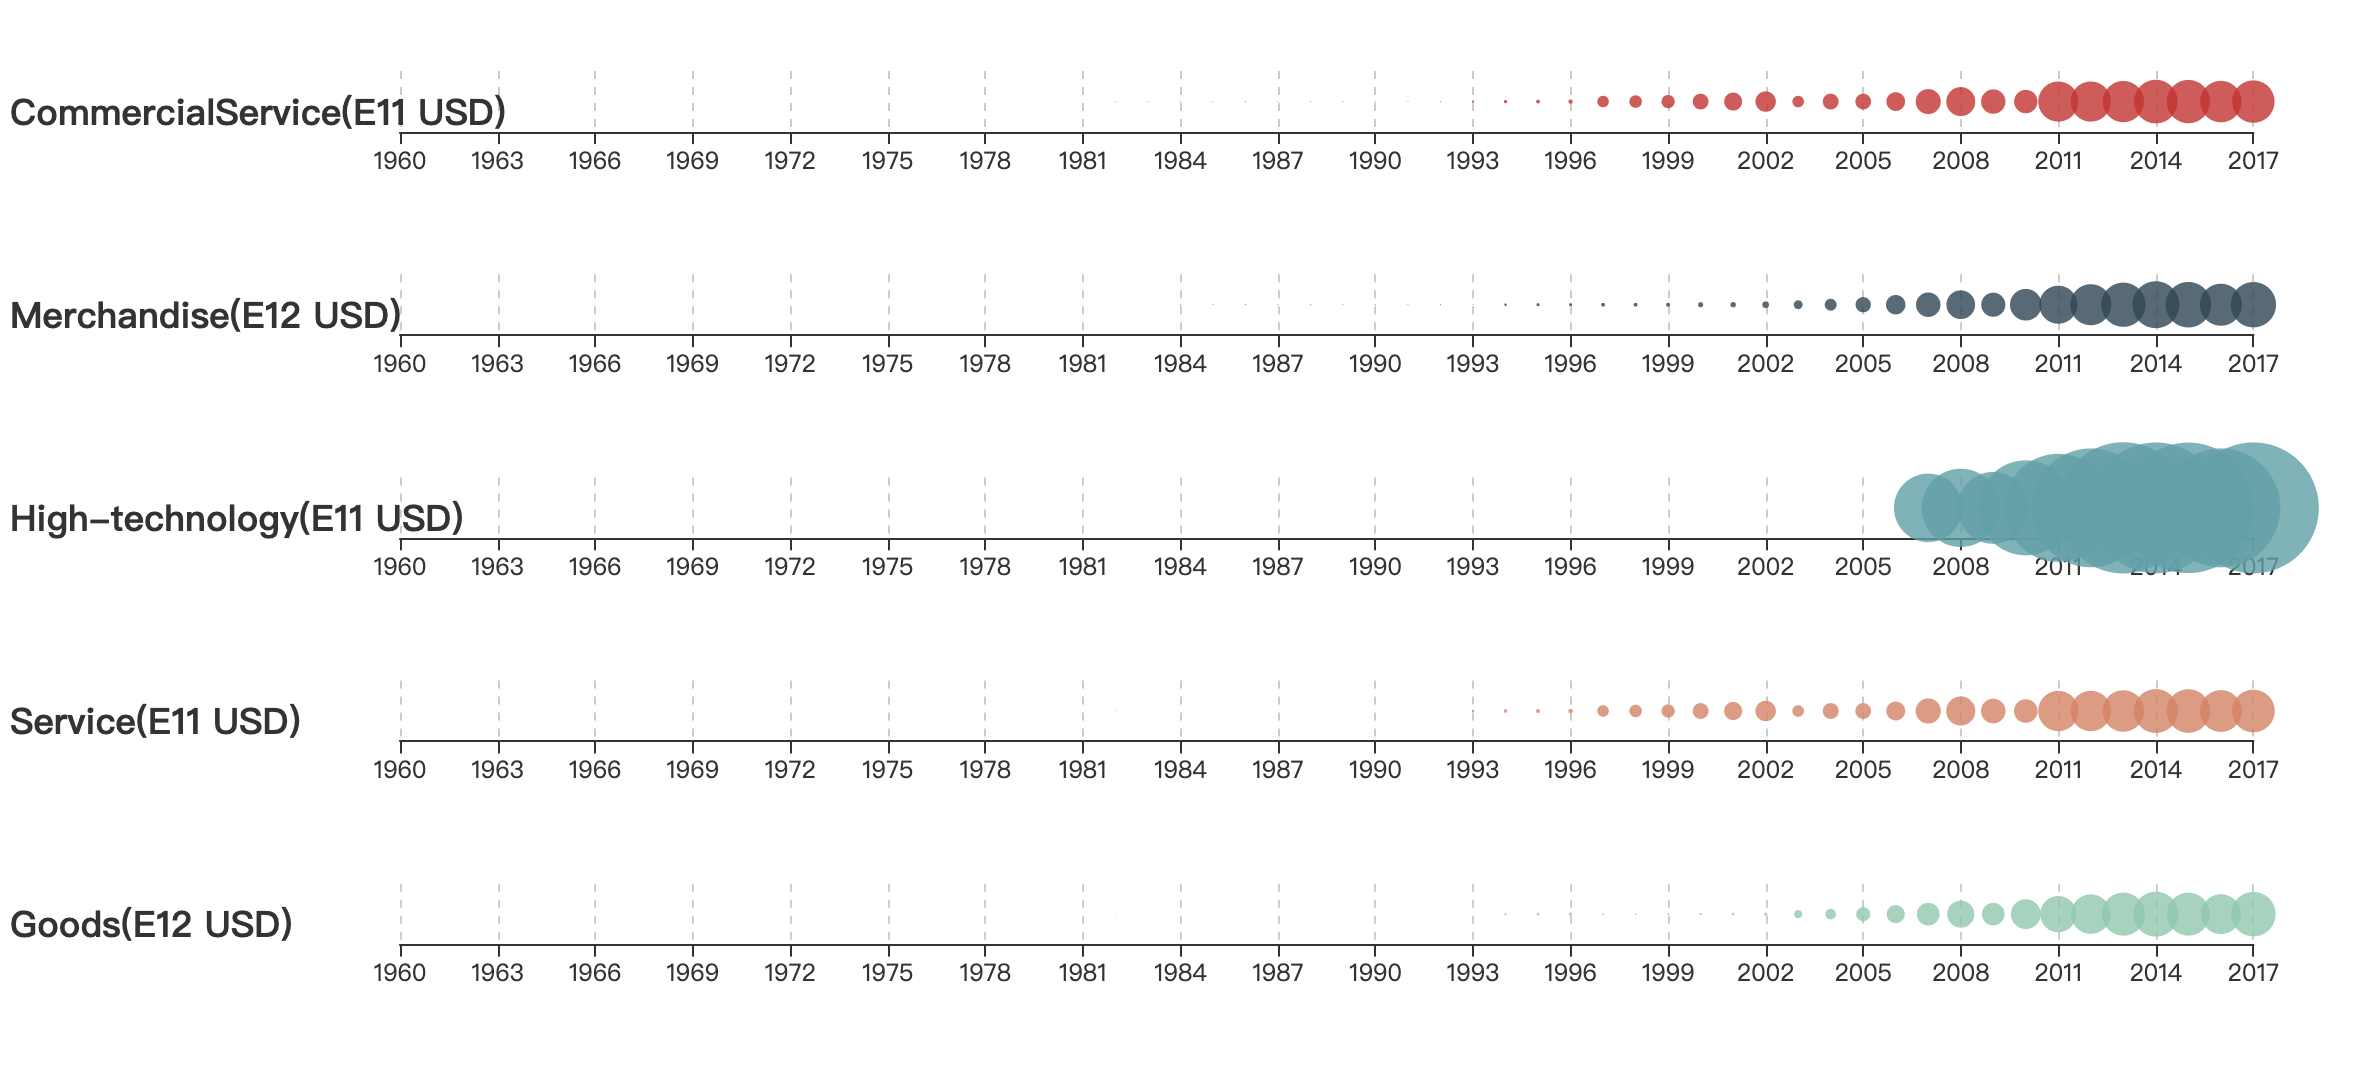 CommercialService(E11 USD)
1960 1963 1966 1969 1972 1975 1978 1981 1984 1987 1990 1993 1996 1999 2002 2005 2008 2011 2014 2017
Merchandise(E12 USD)
1960 1963 1966 1969 1972 1975 1978 1981 1984 1987 1990 1993 1996 1999 2002 2005 2008 2011 2014 2017
High-technology(E11 USD)
1960 1963 1966 1969 1972 1975 1978 1981 1984 1987 1990 1993 1996 1999 2002 2005 2008 2011 2014 2017
Service(E11 USD)
1960 1963 1966 1969 1972 1975 1978 1981 1984 1987 1990 1993 1996 1999 2002 2005 2008 2011 2014 2017
Goods(E12 USD)
1960 1963 1966 1969 1972 1975 1978 1981 1984 1987 1990 1993 1996 1999 2002 2005 2008 2011 2014 2017